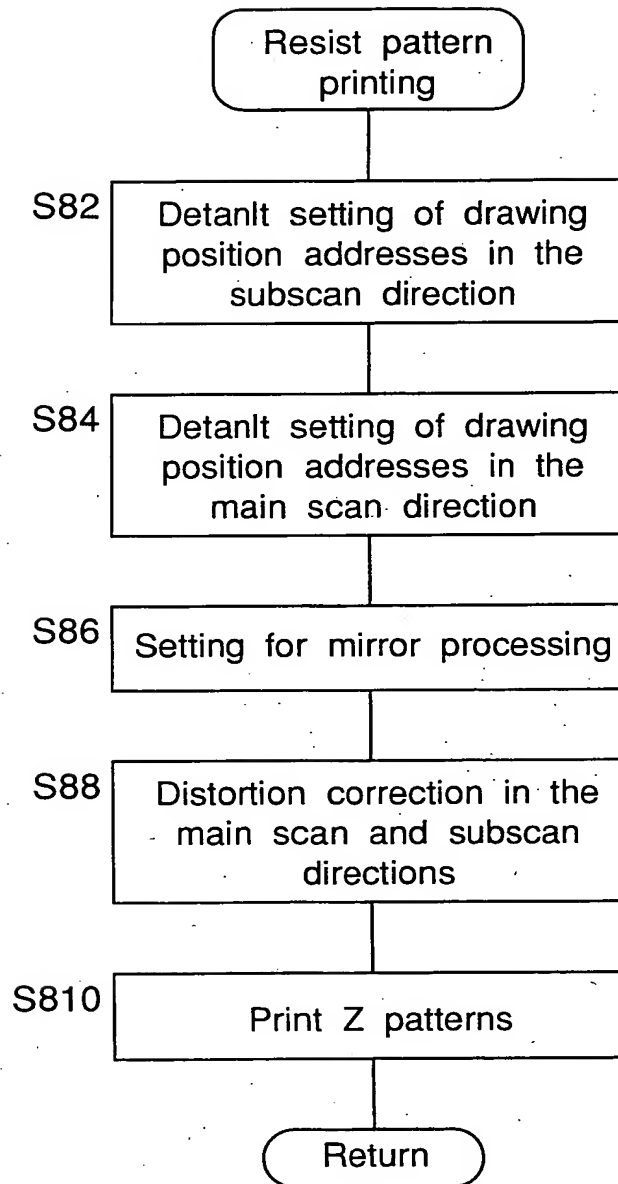 Resist pattern
printing
S82
Detanlt setting of drawing
position addresses in the
subscan direction
S84
Detanlt setting of drawing
position addresses in the
main scan direction
S86
Setting for mirror processing
S88
Distortion correction in the
main scan and subscan
directions
S810
Print Z patterns
Return